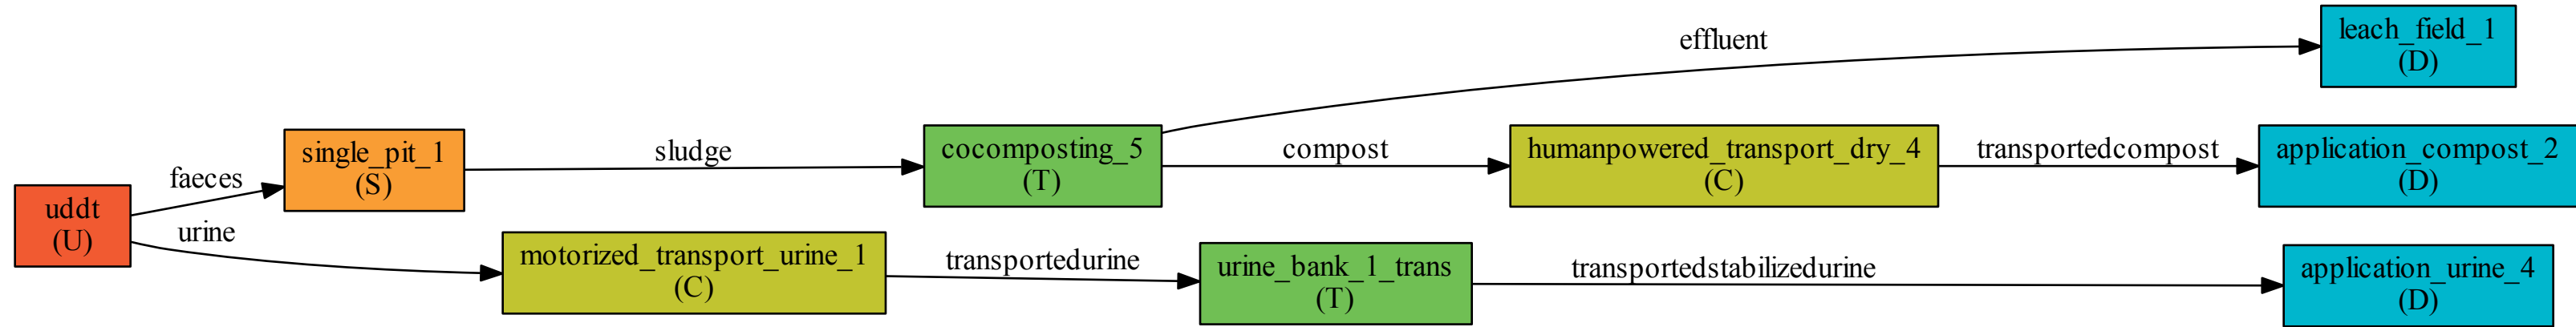 effluent
leach_field_1
(D)
faeces
single_pit_1
(S)
sludge
cocomposting_5
(T)
compost
humanpowered_transport_dry_4
(C)
transportedcompost
application_compost_2
(D)
uddt
(U)
urine
motorized_transport_urine_1
(C)
transportedurine
urine_bank_1_trans
(T)
transportedstabilizedurine
application_urine_4
(D)